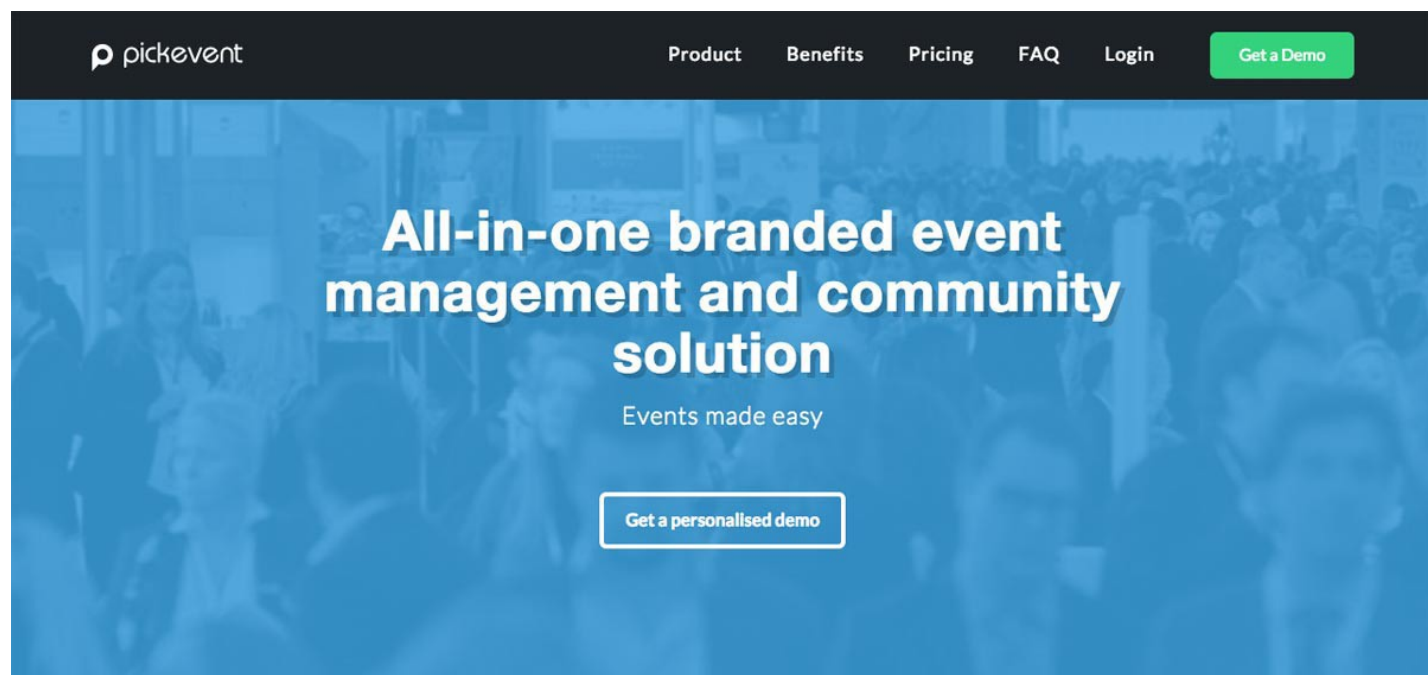 pickevent
Product Benefits Pricing FAQ Login Get a Demo
All-in-one branded event
management and community
solution
Events made easy
Get a personalised demo